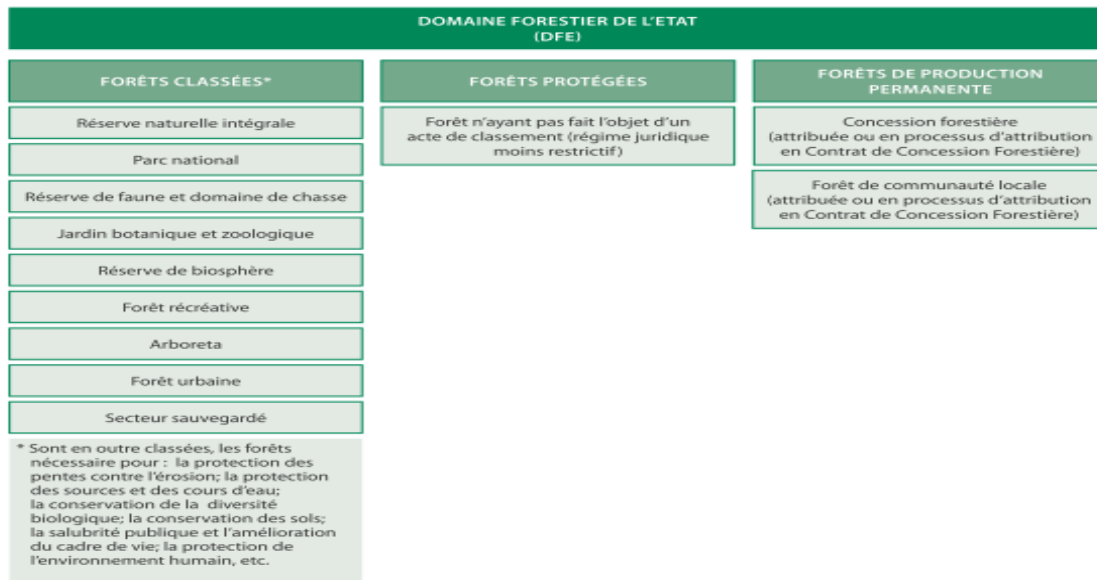 DOMAINE FORESTIER DE L'ETAT
(DFE)
FORÊTS CLASSÉES*
Réserve naturelle intégrale
Parc national
Réserve de faune et domaine de chasse
Jardin botanique et zoologique
Réserve de biosphère
Forêt récréative
Arboreta
Forêt urbaine
Secteur sauvegardé
* Sont en outre classées, les forêts
nécessaire pour : la protection des
pentes contre l'érosion; la protection
des sources et des cours d'eau;
la conservation de la diversité
biologique; la conservation des sols;
la salubrité publique et l'amélioration
du cadre de vie; la protection de
l'environnement humain, etc.
FORÊTS PROTÉGÉES
Forêt n'ayant pas fait l'objet d'un
acte de classement (régime juridique
moins restrictif)
FORÊTS DE PRODUCTION
PERMANENTE
Concession forestière
(attribuée ou en processus d'attribution
en Contrat de Concession Forestière)
Forêt de communauté locale
(attribuée ou en processus d'attribution
en Contrat de Concession Forestière)